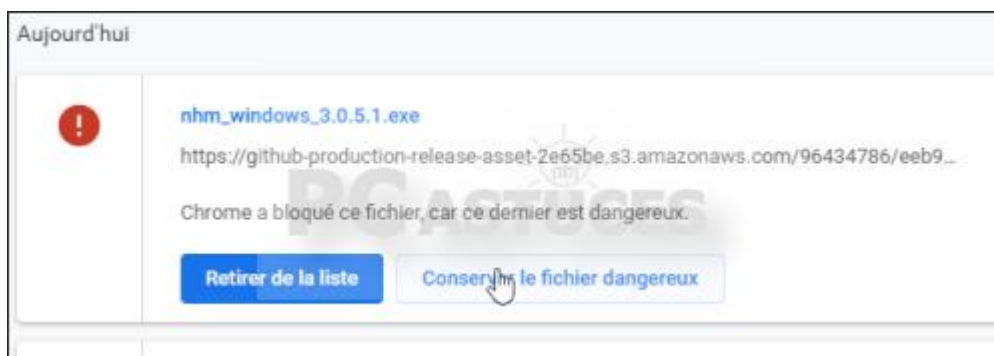 Aujourd'hui
nhm_windows_3.0.5.1.exe
https://github-production-release-asset-2e65be.s3.amazonaws.com/96434786/eeb9...
PC ASTUCES
Chrome a bloqué ce fichier, car ce dernier est dangereux.
Retirer de la liste
Conserver le fichier dangereux